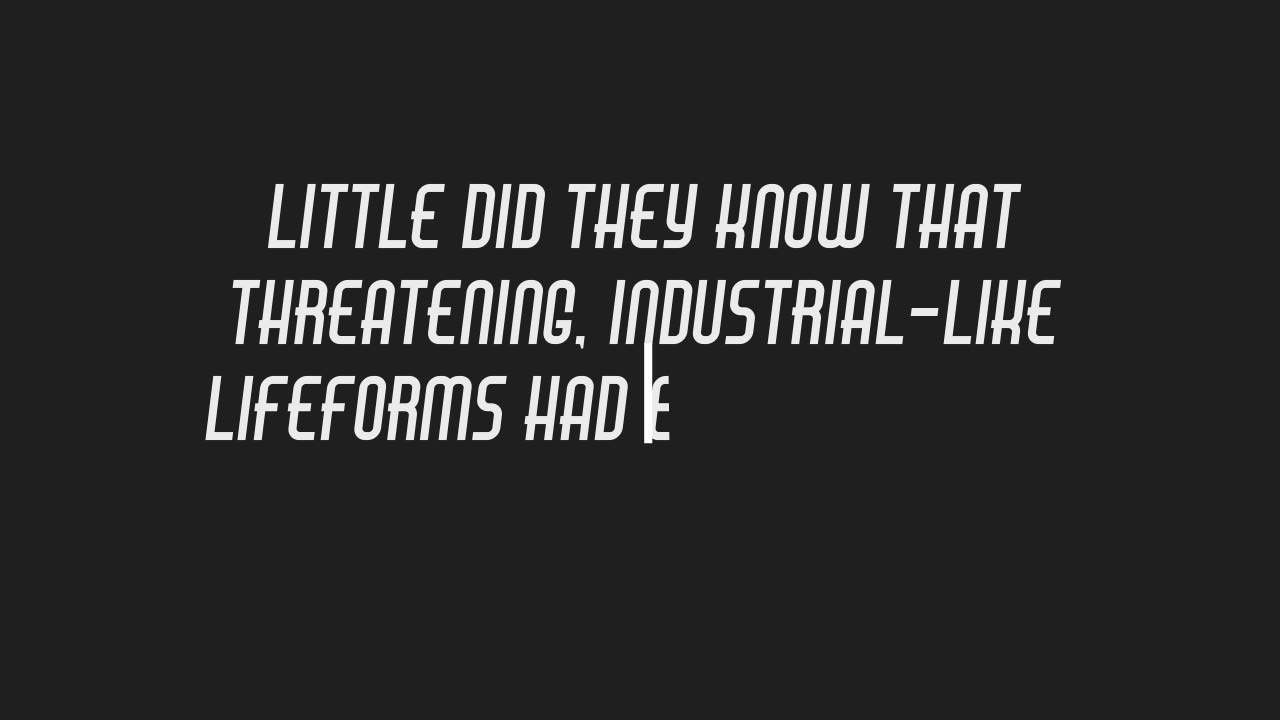 LITTLE DID THEY KNOW THAT
THREATENING, INDUSTRIAL-LIKE
LIFEFORMS HAD E